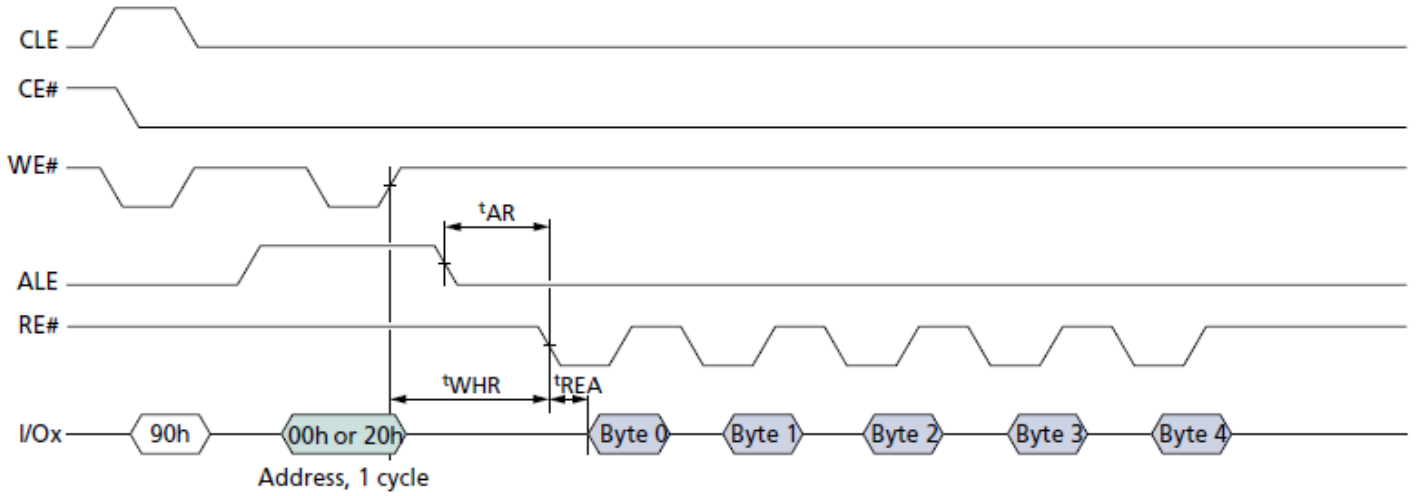 CLE
CE#
WE#
tAR
ALE
RE#
tWHR tREA
I/Ox 90h 00h or 20h Byte 0 Byte 1 Byte 2 Byte 3 Byte 4
Address, 1 cycle